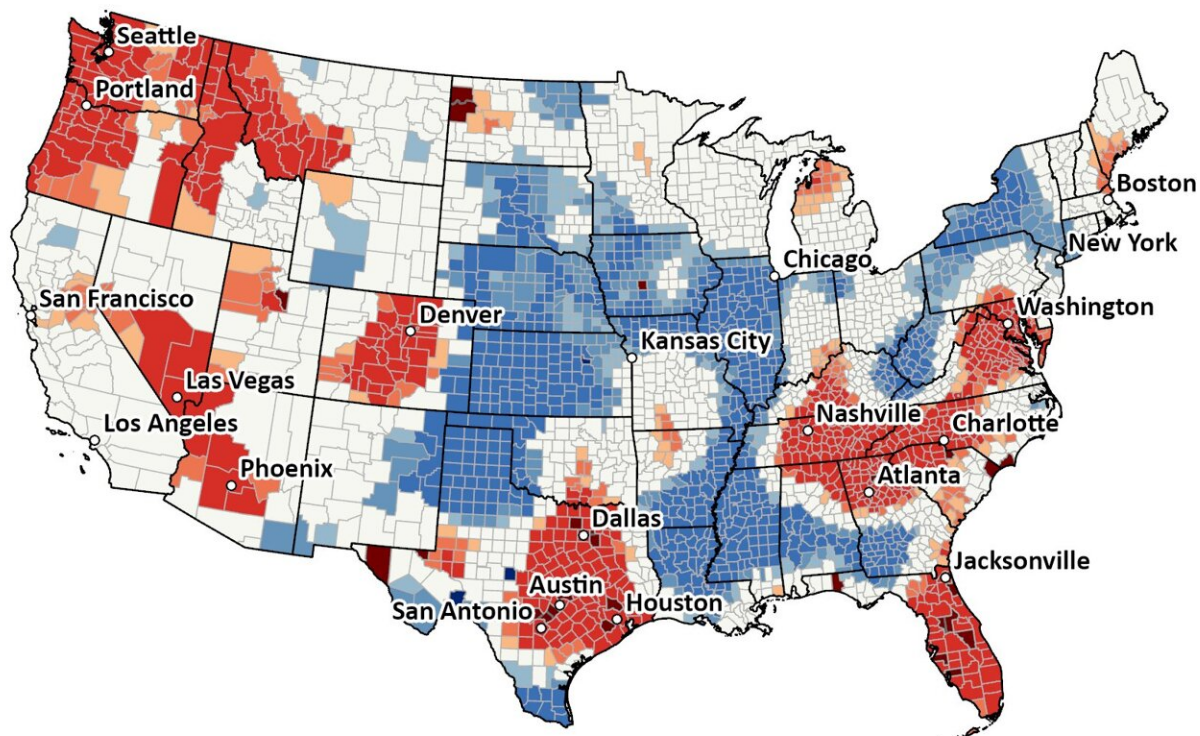 Seattle
Portland
Boston
New York
Chicago
San Francisco
Denver
Washington
Kansas City
Las Vegas
Los Angeles
Nashville
Charlotte
Phoenix
Atlanta
Dallas
Jacksonville
Austin
San Antonio
Houston